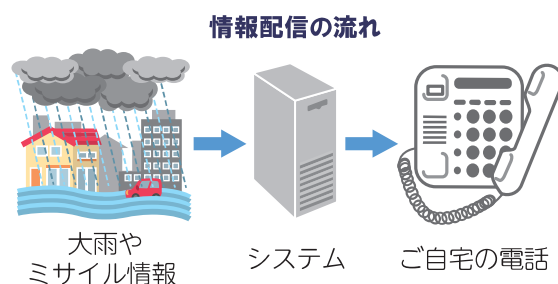 情報配信の流れ
大雨や
ミサイル情報
システム
ご自宅の電話